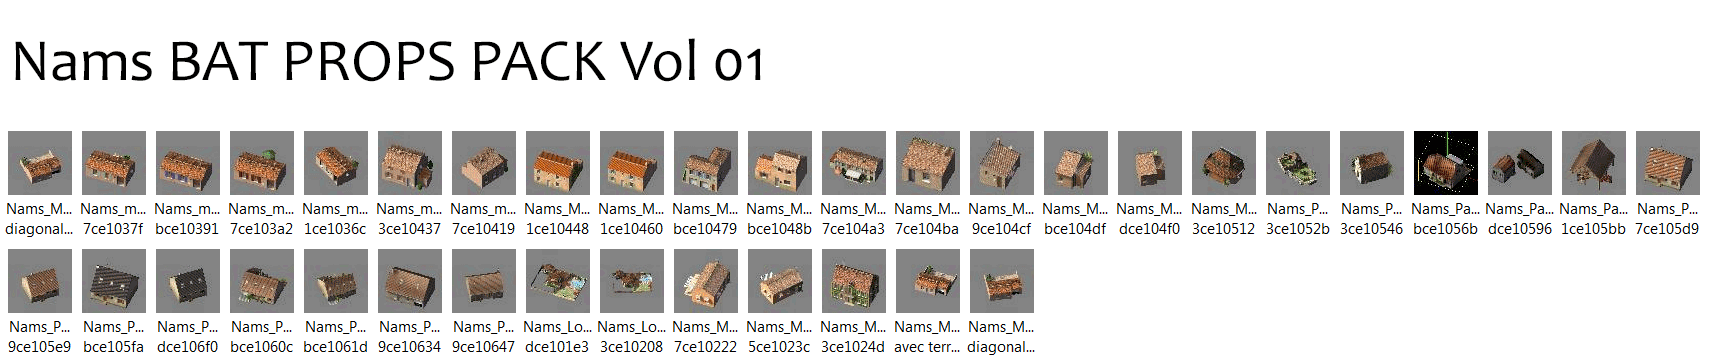 Nams BAT PROPS PACK Vol 01
Nams_M... Nams_m... Nams_m... Nams_m... Nams_m... Nams_m... Nams_m... Nams_M... Nams_M... Nams_M... Nams_M... Nams_M... Nams_M... Nams_M... Nams_M... Nams_M... Nams_M... Nams_P... Nams_P... Nams_Pa... Nams_Pa... Nams_Pa... Nams_P...
diagonal... 7ce1037f bce10391 7ce103a2 1ce1036c 3ce10437 7ce10419 1ce10448 1ce10460 bce10479 bce1048b 7ce104a3 7ce104ba 9ce104cf bce104df dce104f0 3ce10512 3ce1052b 3ce10546 bce1056b dce10596 1ce105bb 7ce105d9
Nams_P... Nams_P... Nams_P... Nams_P... Nams_P... Nams_P... Nams_P... Nams_Lo... Nams_Lo... Nams_M... Nams_M... Nams_M... Nams_M... Nams_M...
9ce105e9 bce105fa dce106f0 bce1060c bce1061d 9ce10634 9ce10647 dce101e3 3ce10208 7ce10222 5ce1023c 3ce1024d avec terr... diagonal...